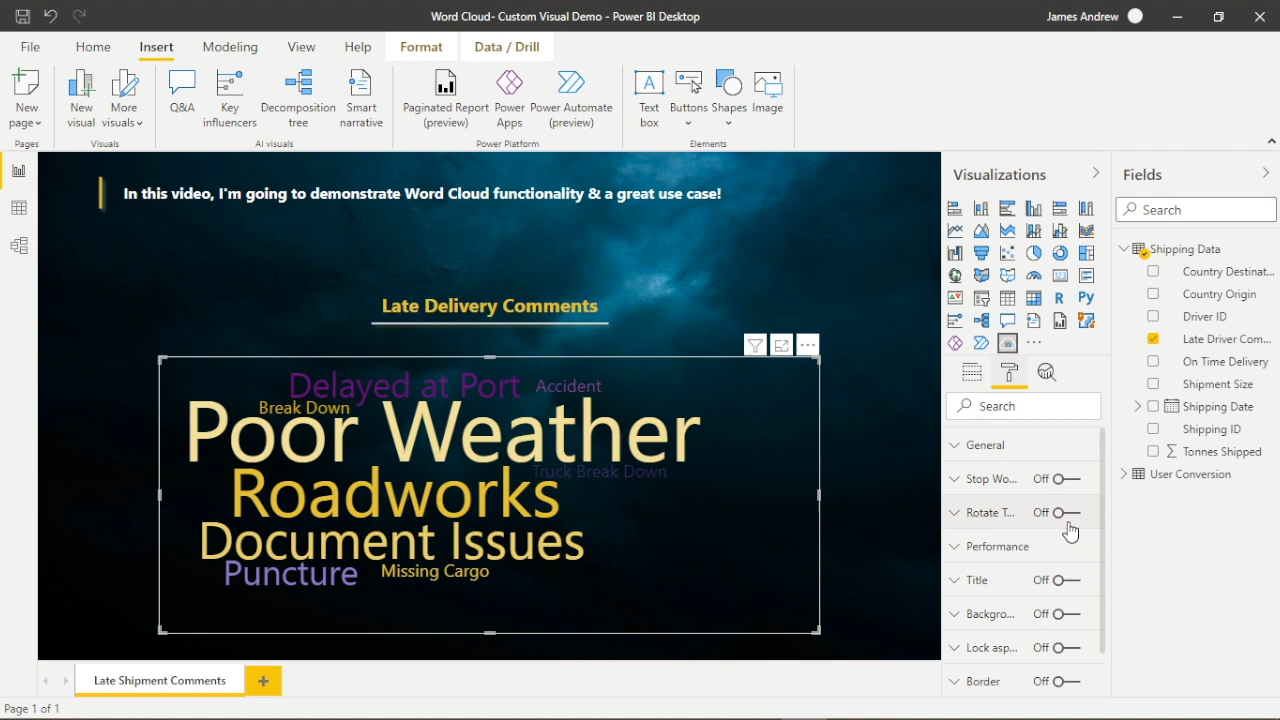 Word Cloud- Custom Visual Demo - Power BI Desktop
James Andrew
File Home Insert Modeling View Help Format Data / Drill
New page
New visual
More visuals
Q&A
Key influencers
Decomposition tree
Smart narrative
Paginated Report (preview)
Power Apps
Power Automate (preview)
Text box
Buttons
Shapes
Image
Pages
Visuals
AI visuals
Power Platform
Elements
In this video, I'm going to demonstrate Word Cloud functionality & a great use case!
Late Delivery Comments
Delayed at Port
Accident
Break Down
Poor Weather
Truck Break Down
Roadworks
Document Issues
Puncture
Missing Cargo
Visualizations
R
Py
123
Search
General
Stop Wo... Off
Rotate T... Off
Performance
Title Off
Backgro... Off
Lock asp... Off
Border Off
Fields
Search
Shipping Data
Country Destinat...
Country Origin
Driver ID
Late Driver Com...
On Time Delivery
Shipment Size
Shipping Date
Shipping ID
Tonnes Shipped
User Conversion
Late Shipment Comments
Page 1 of 1